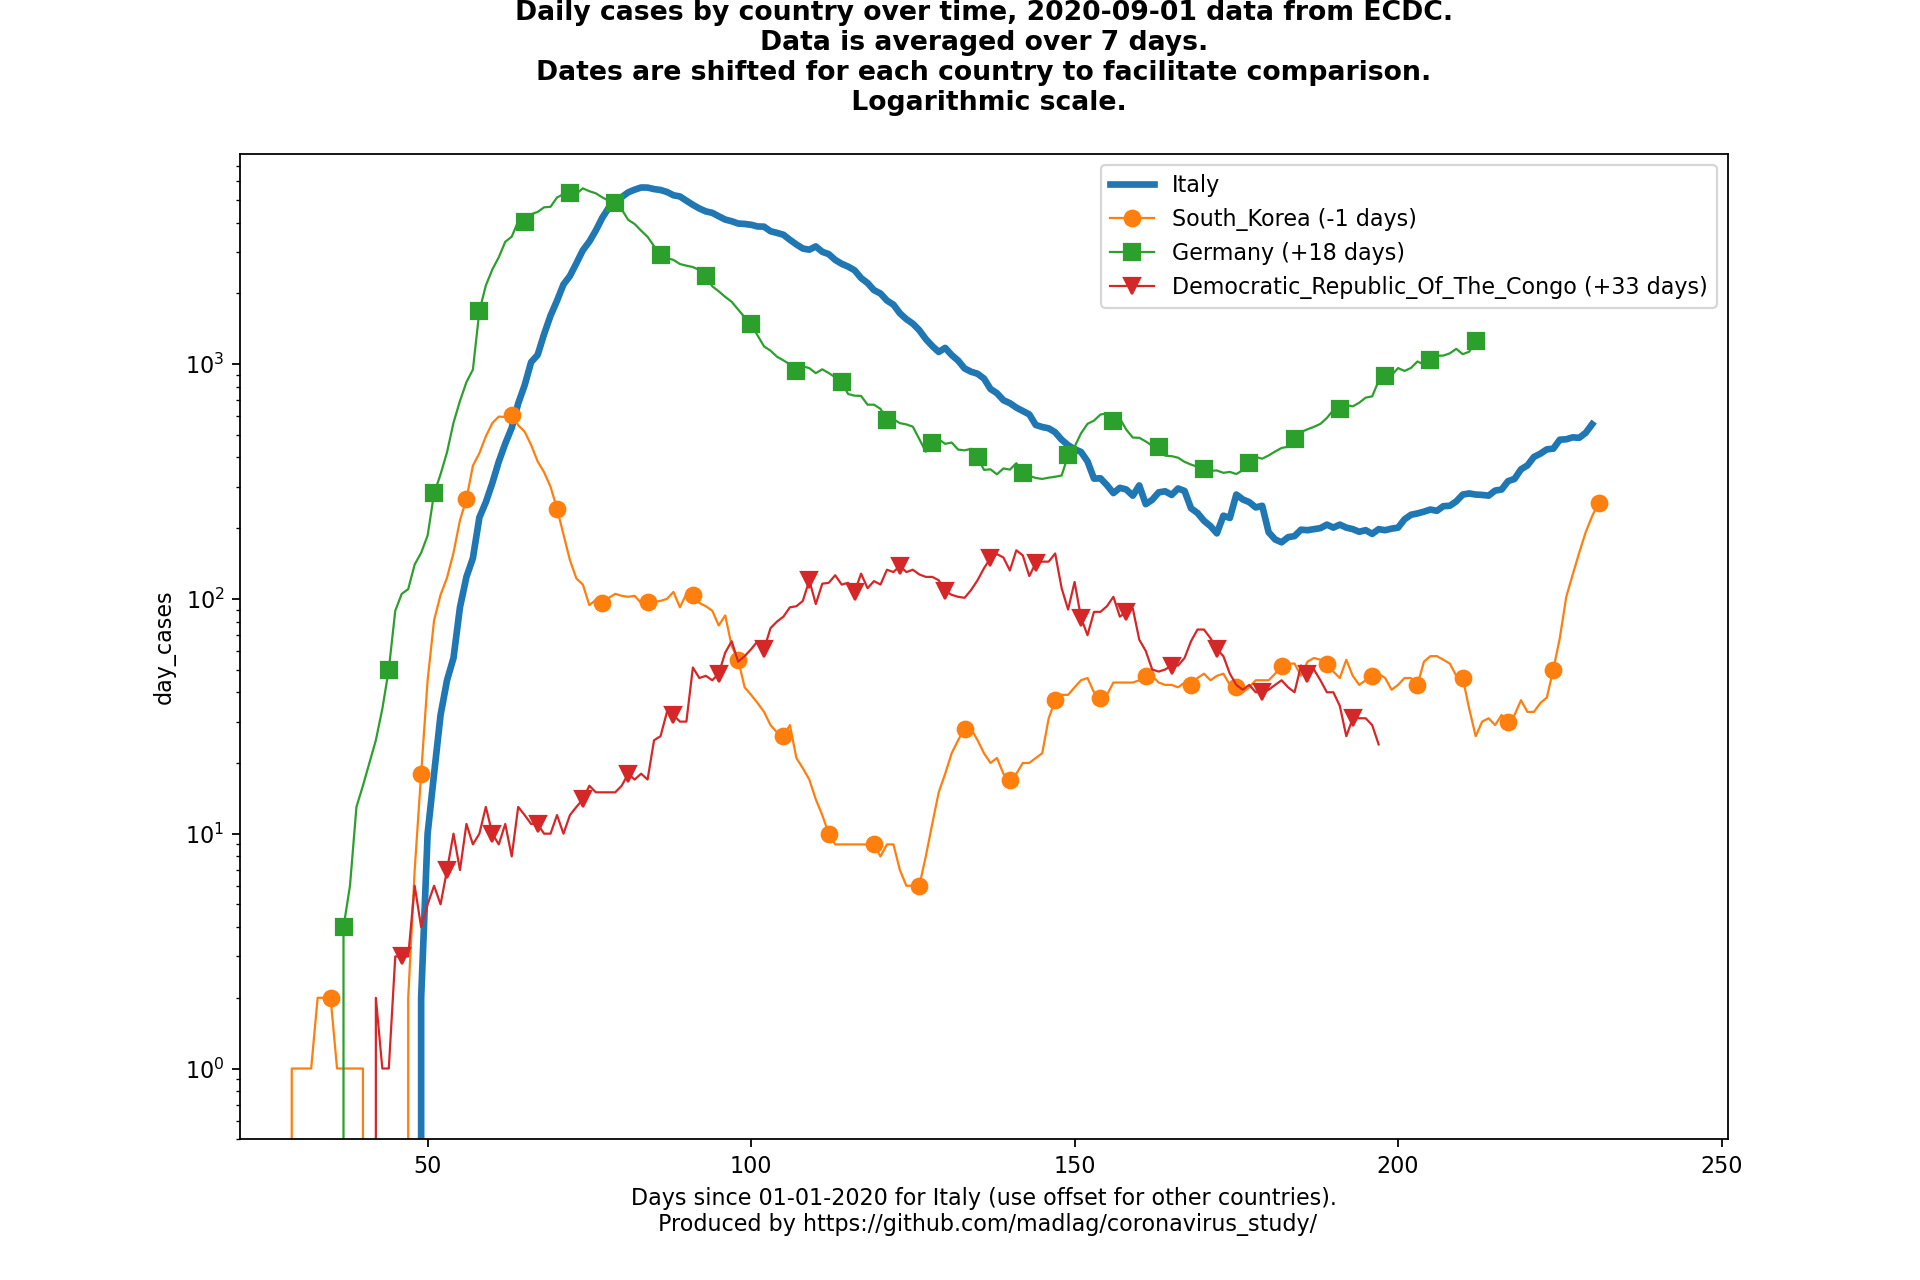 Daily cases by country over time, 2020-09-01 data from ECDC.
Data is averaged over 7 days.
Dates are shifted for each country to facilitate comparison.
Logarithmic scale.
Italy
South_Korea (-1 days)
Germany (+18 days)
Democratic_Republic_Of_The_Congo (+33 days)
day_cases
10³
10²
10¹
10⁰
50 100 150 200 250
Days since 01-01-2020 for Italy (use offset for other countries).
Produced by https://github.com/madlag/coronavirus_study/